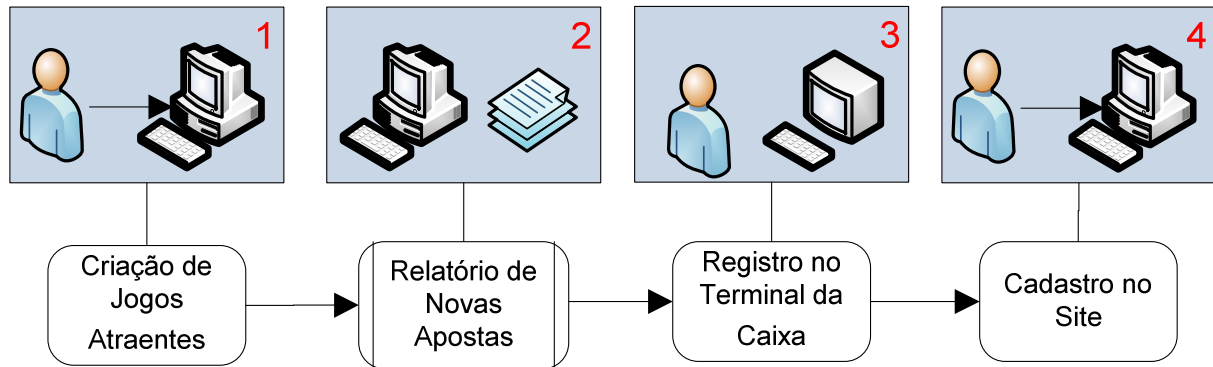 1
2
3
4
Criação de
Jogos
Atraentes
Relatório de
Novas
Apostas
Registro no
Terminal da
Caixa
Cadastro no
Site